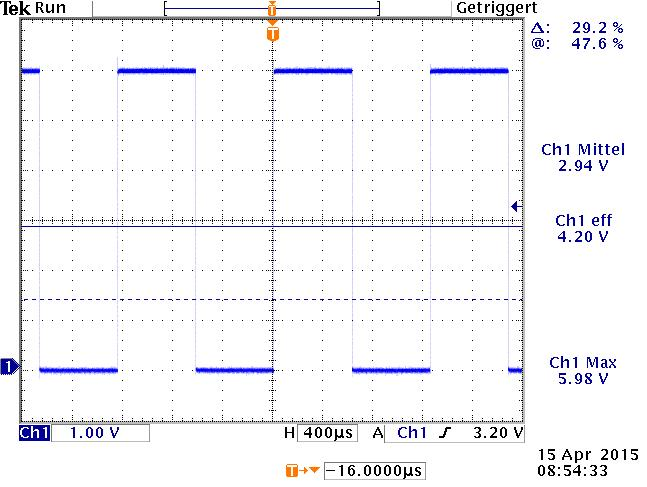 Tek Run Getriggert
T
T
Δ: 29.2 %
@: 47.6 %
Ch1 Mittel
2.94 V
Ch1 eff
4.20 V
1
Ch1 Max
5.98 V
Ch1 1.00 V H 400µs A Ch1 3.20 V
T -16.0000µs
15 Apr 2015
08:54:33